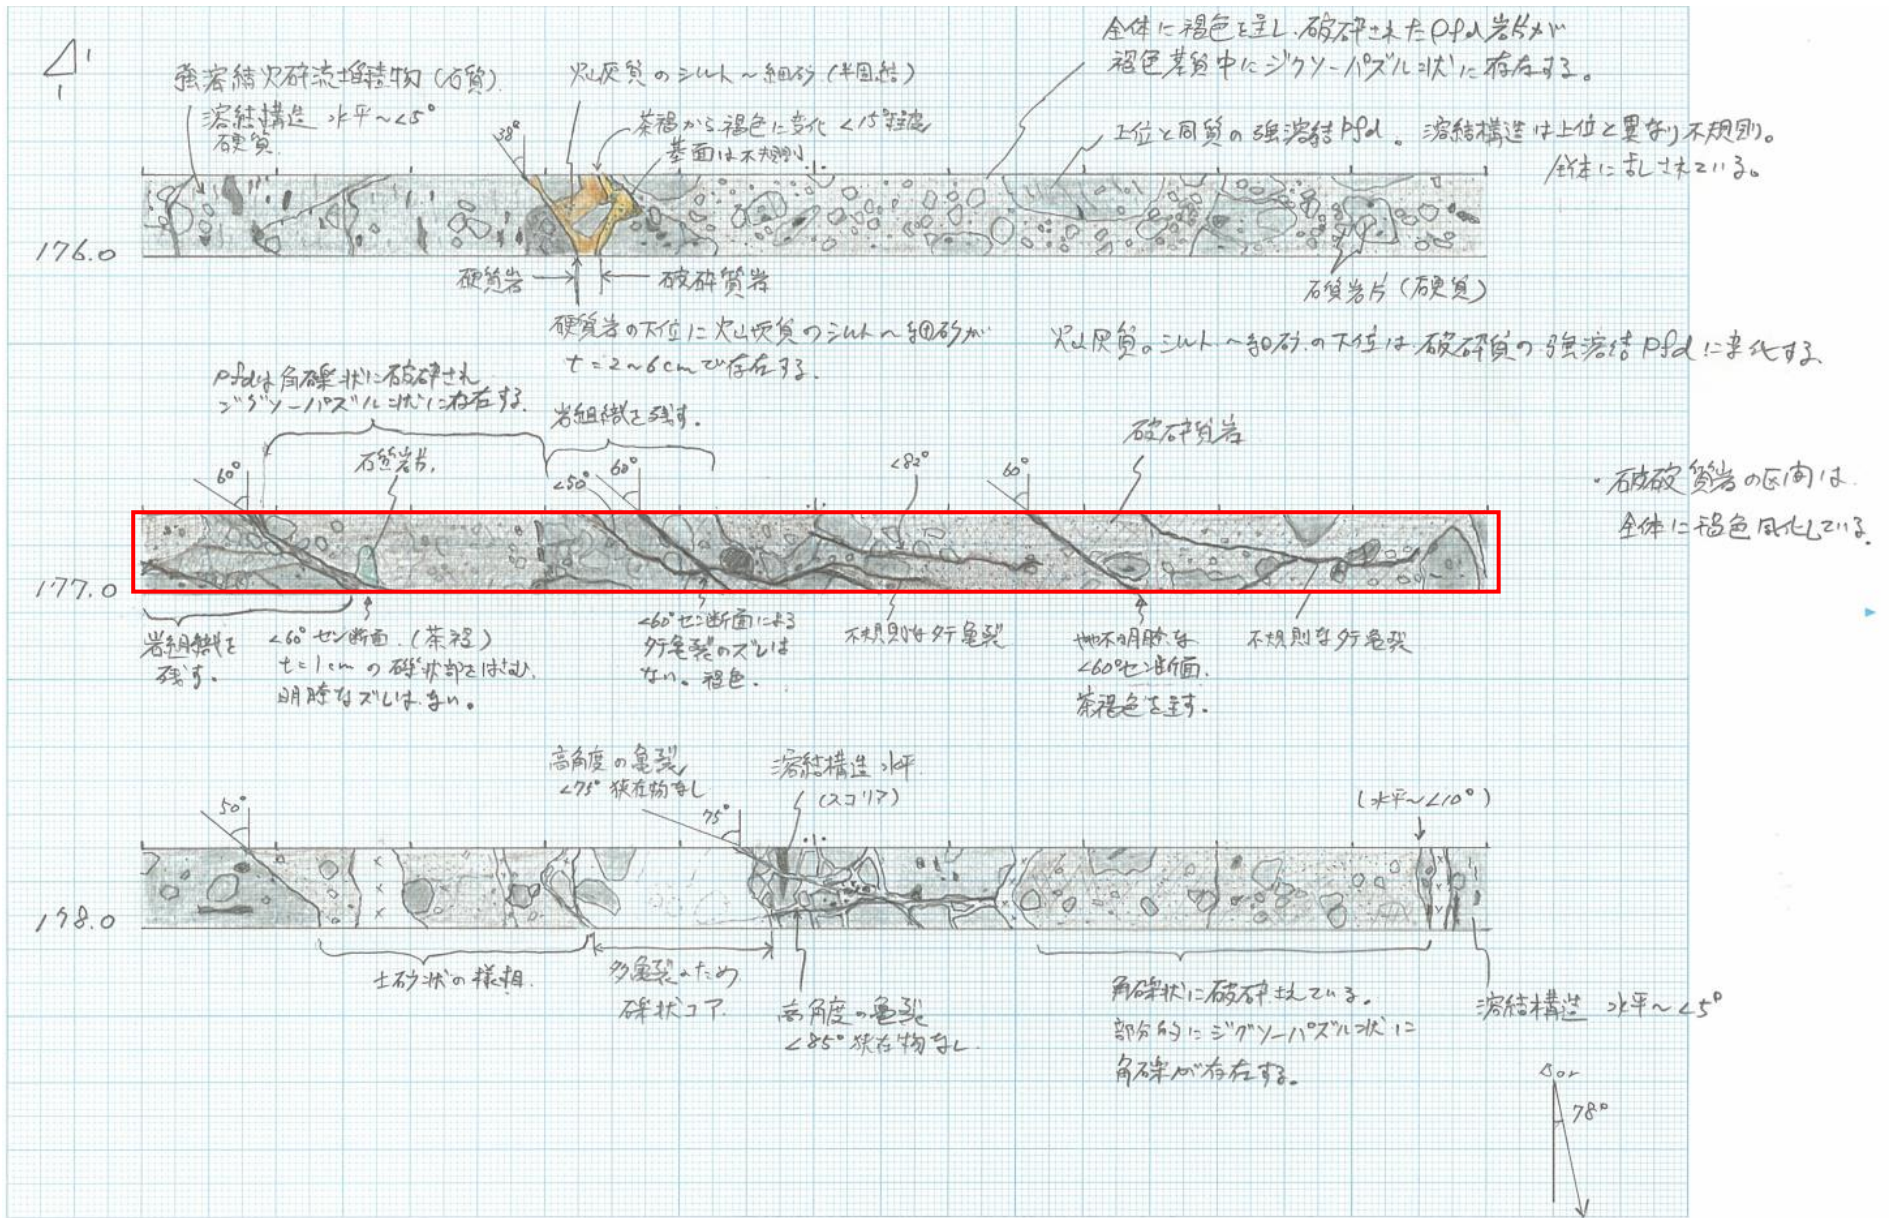 強溶結火砕流堆積物(石質)
溶結構造 水平~∠5°
硬質
火山灰質のシルト~細砂(半固結)
38°
茶褐から褐色に変化 ∠15°程度
基面は不規則
全体に褐色を呈し、破砕されたPfd岩片が
褐色基質中にジグソーパズル状に存在する。
上位と同質の強溶結Pfd。溶結構造は上位と異なり不規則。
全体に乱されている。
176.0
硬質岩
破砕質岩
石質岩片(硬質)
硬質岩の下位に火山灰質のシルト~細砂が
t=2~6cmで存在する。
火山灰質のシルト~細砂の下位は破砕質の強溶結Pfdに変化する。
Pfdは角礫状に破砕され
ジグソーパズル状に存在する。
岩組織を残す。
石質岩片
破砕質岩
60°
∠50°
60°
∠82°
60°
・破砕質岩の区間は
全体に褐色風化している。
177.0
岩組織を
残す。
∠60°セン断面.(茶褐)
t=1cmの礫状部をはさむ。
明瞭なズレはない。
∠60°セン断面による
タテ亀裂のズレは
ない。褐色.
不規則なタテ亀裂
やや不明瞭な
∠60°セン断面.
茶褐色を呈す。
不規則なタテ亀裂
高角度の亀裂
∠75°挟在物なし
溶結構造 水平
(スコリア)
50°
75°
(水平~∠10°)
178.0
土砂状の様相.
多亀裂のため
礫状コア.
高角度の亀裂
∠85°挟在物なし
角礫状に破砕されている。
部分的にジグソーパズル状に
角礫が存在する。
溶結構造 水平~∠5°
78°